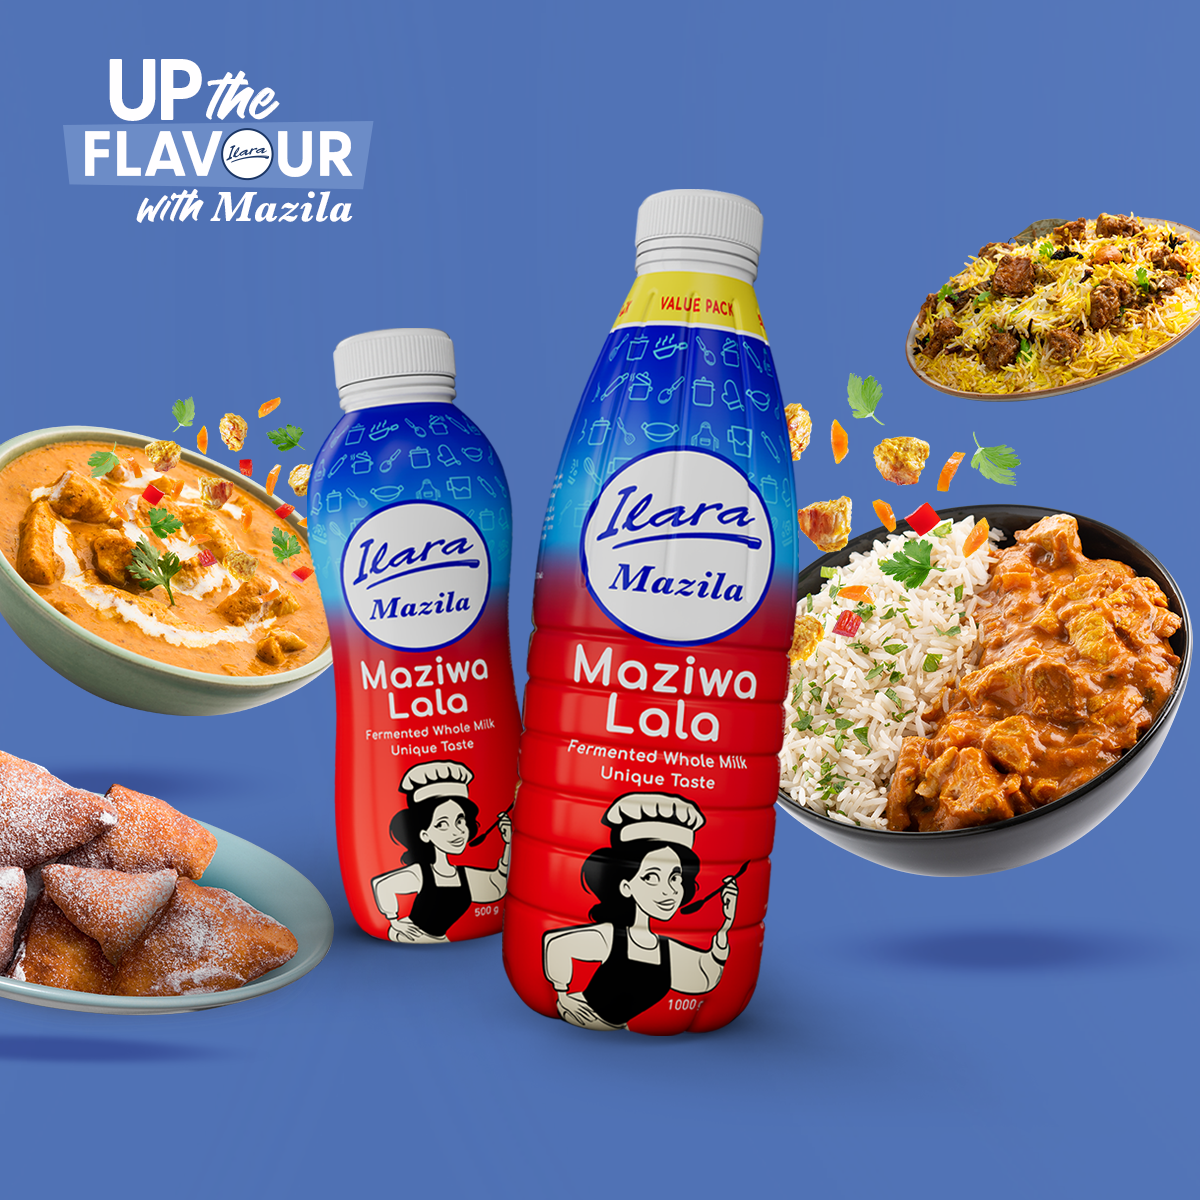 UP the
FLAVOUR
Ilara
with Mazila
VALUE PACK
Ilara
Mazila
Maziwa
Lala
Fermented Whole Milk
Unique Taste
500 g
Ilara
Mazila
Maziwa
Lala
Fermented Whole Milk
Unique Taste
1000g